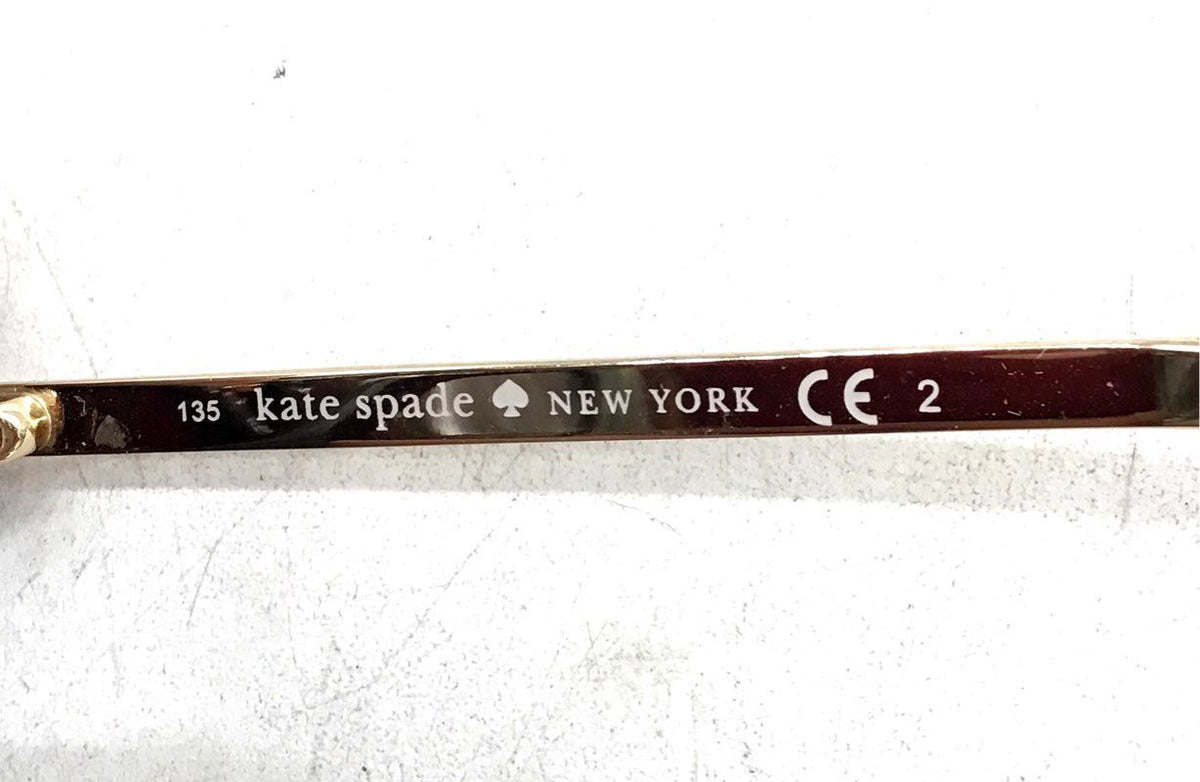 135 kate spade ♠ NEW YORK CE 2